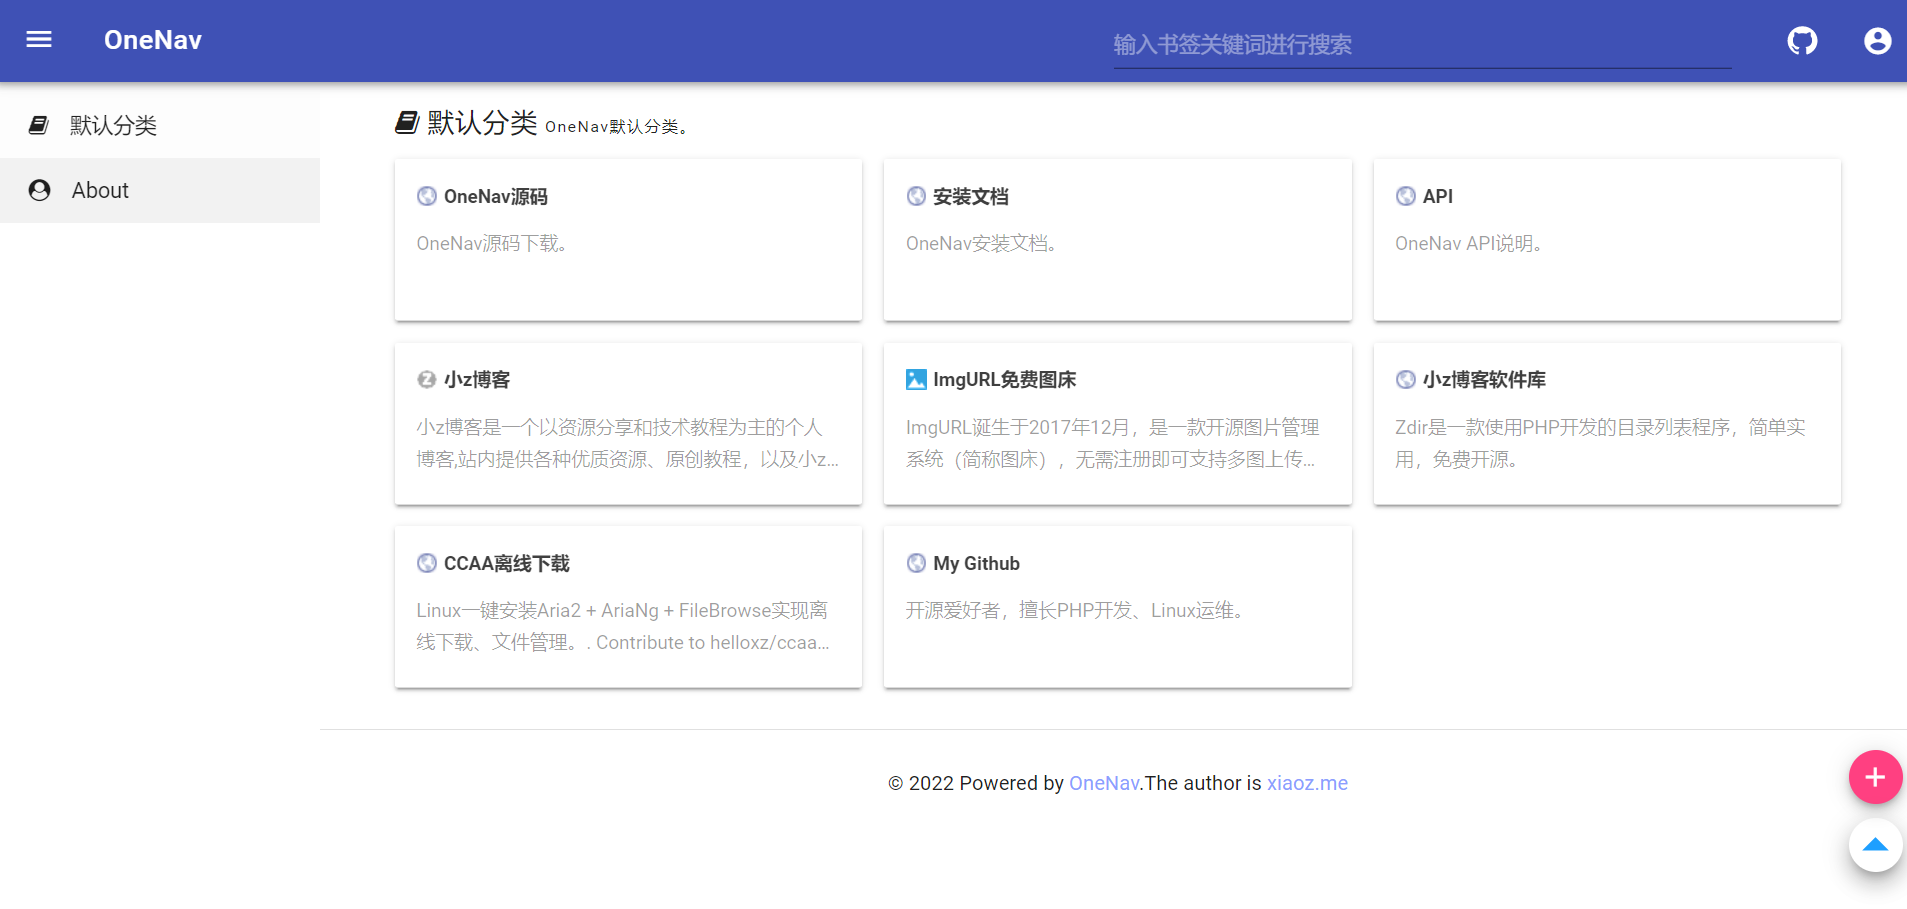 OneNav
输入书签关键词进行搜索
默认分类
About
默认分类 OneNav默认分类。
OneNav源码
OneNav源码下载。
安装文档
OneNav安装文档。
API
OneNav API说明。
小z博客
小z博客是一个以资源分享和技术教程为主的个人
博客,站内提供各种优质资源、原创教程，以及小z...
ImgURL免费图床
ImgURL诞生于2017年12月，是一款开源图片管理
系统（简称图床），无需注册即可支持多图上传...
小z博客软件库
Zdir是一款使用PHP开发的目录列表程序，简单实
用，免费开源。
CCAA离线下载
Linux一键安装Aria2 + AriaNg + FileBrowse实现离
线下载、文件管理。. Contribute to helloxz/ccaa...
My Github
开源爱好者，擅长PHP开发、Linux运维。
© 2022 Powered by OneNav.The author is xiaoz.me